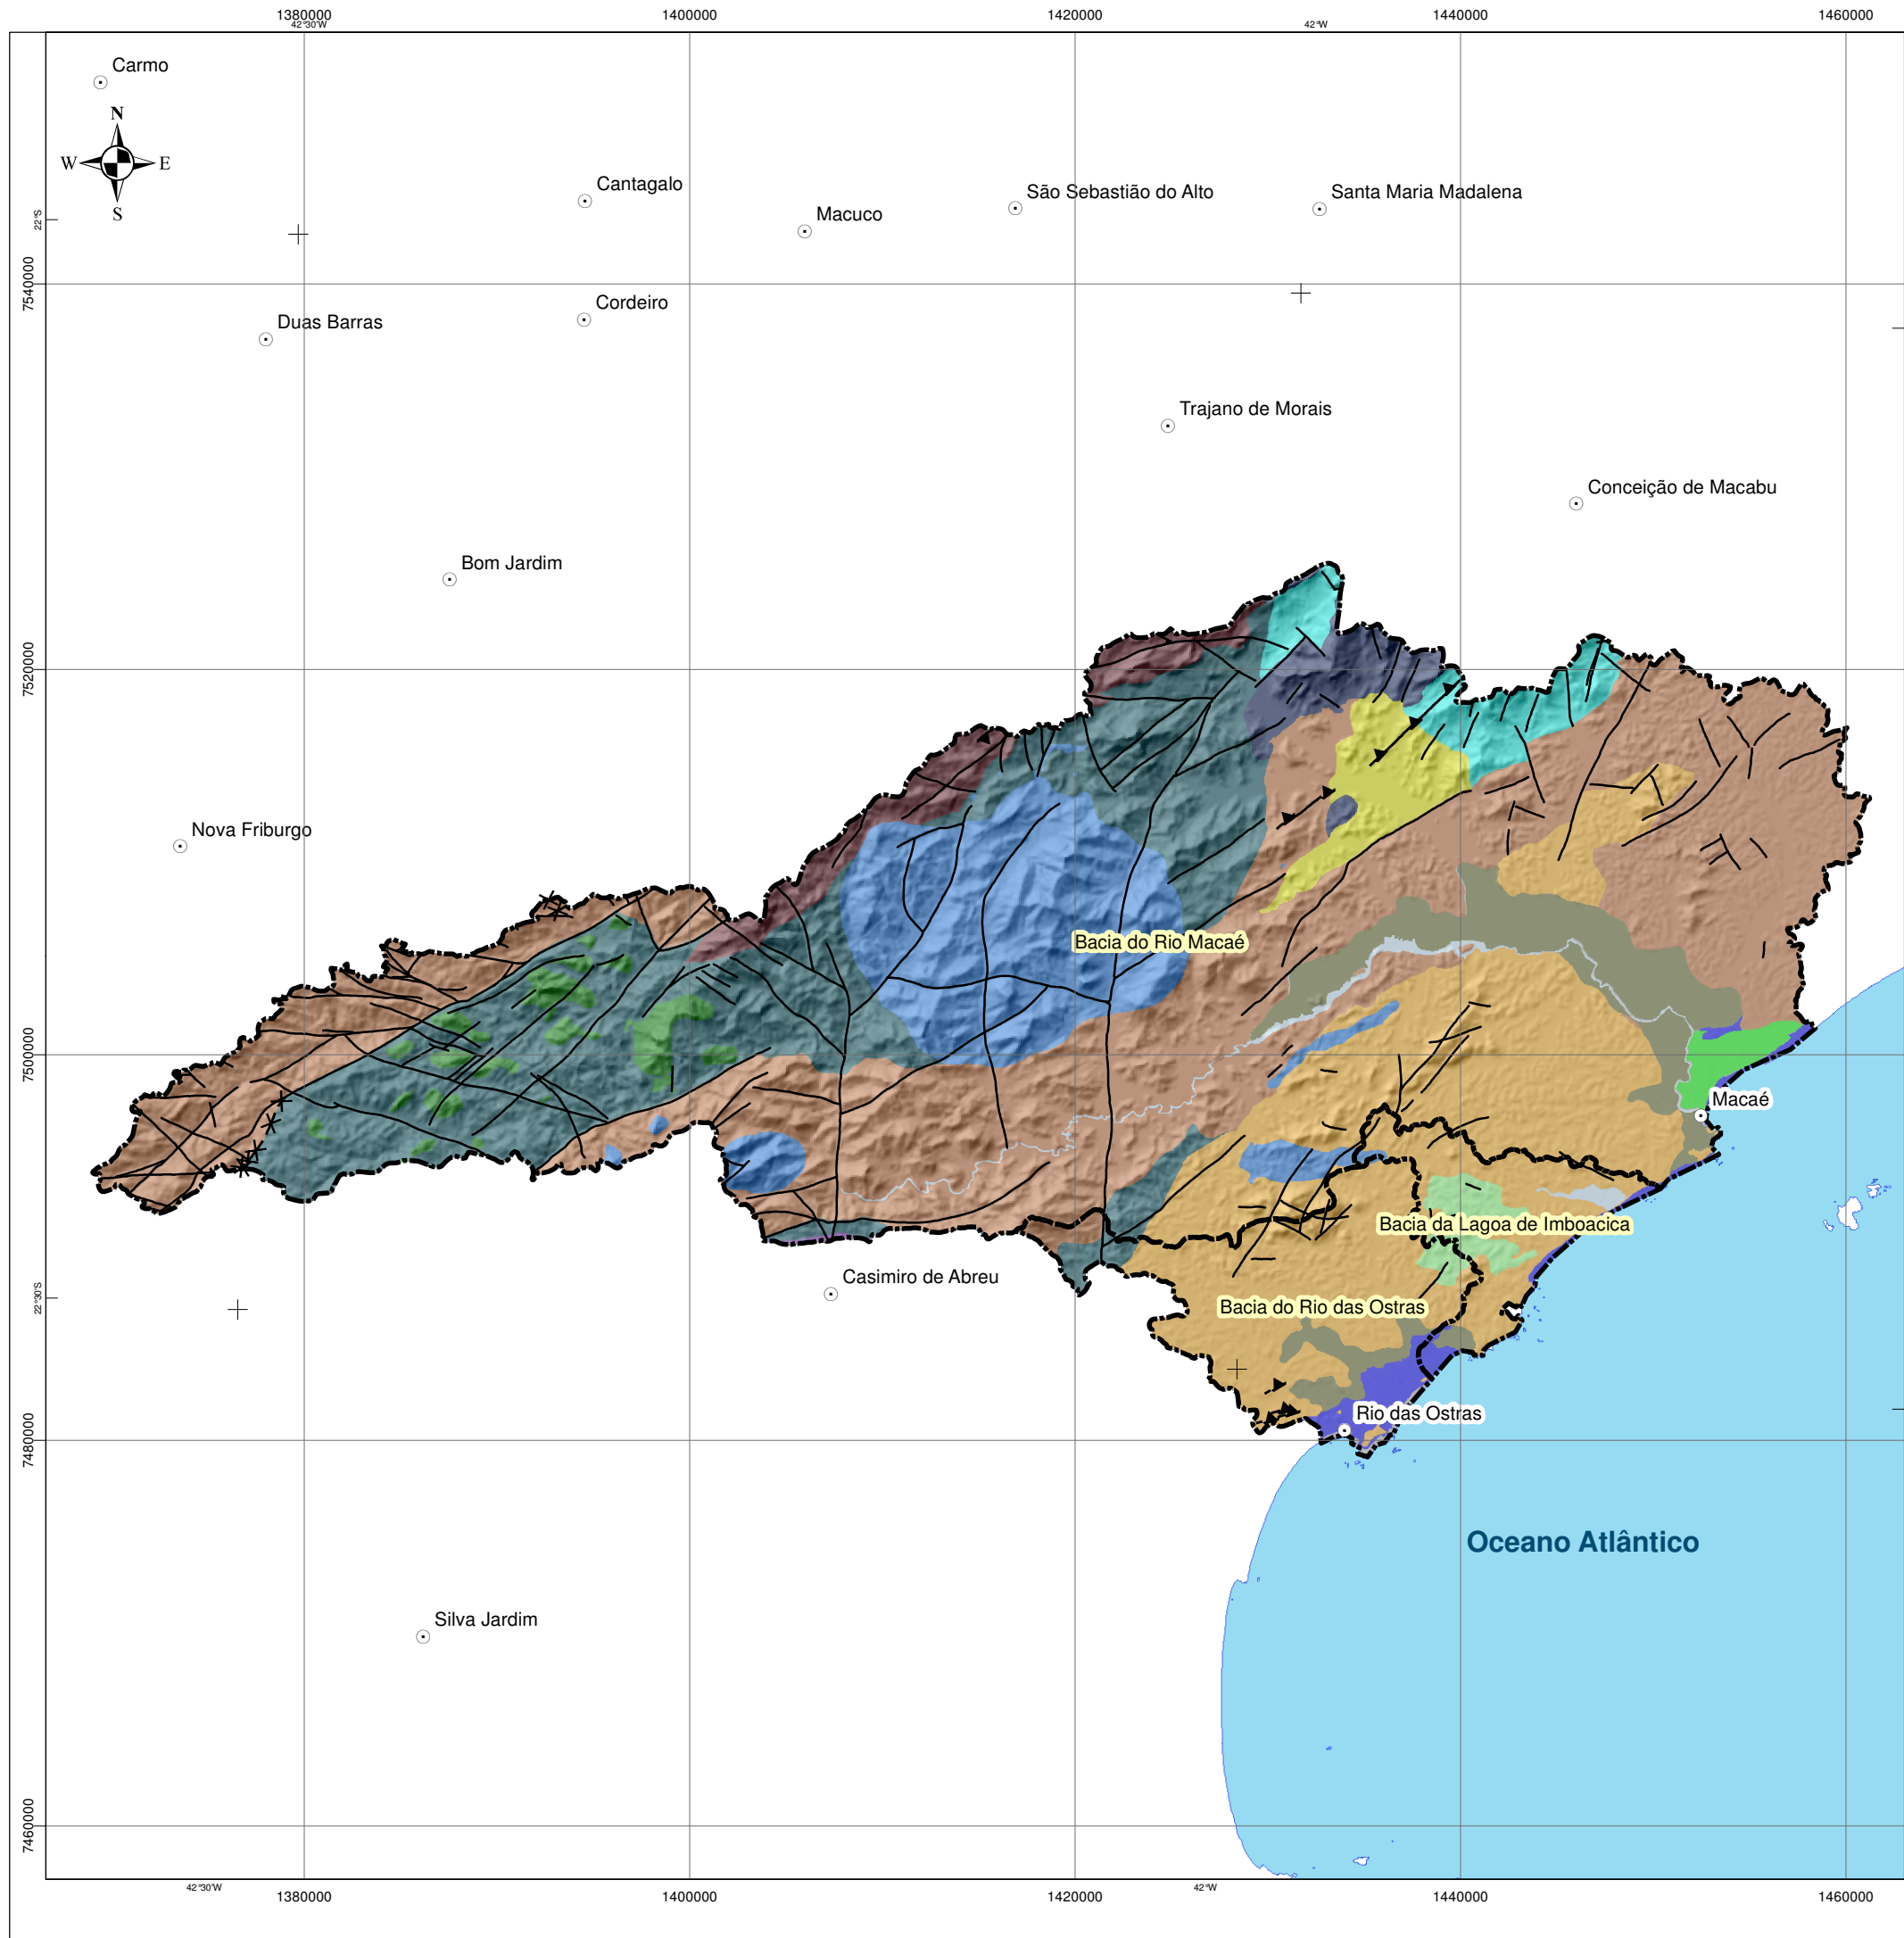 1380000
1400000
1420000
1440000
1460000
42°30'W
42°W
Carmo
N
W
E
S
Cantagalo
São Sebastião do Alto
Santa Maria Madalena
Macuco
22°S
7540000
Cordeiro
Duas Barras
Trajano de Morais
Conceição de Macabu
Bom Jardim
7520000
Nova Friburgo
Bacia do Rio Macaé
7500000
Macaé
Bacia da Lagoa de Imboacica
Casimiro de Abreu
22°30'S
Bacia do Rio das Ostras
Rio das Ostras
7480000
Oceano Atlântico
Silva Jardim
7460000
42°30'W
42°W
1380000
1400000
1420000
1440000
1460000